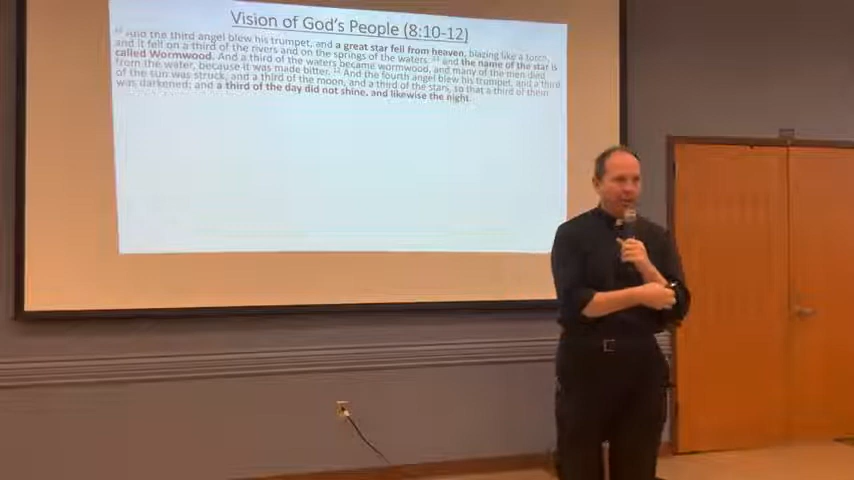 Vision of God's People (8:10-12)
¹⁰ And the third angel blew his trumpet, and a great star fell from heaven, blazing like a torch,
and it fell on a third of the rivers and on the springs of the waters. ¹¹ and the name of the star is
called Wormwood. And a third of the waters became wormwood, and many of the men died
from the water, because it was made bitter. ¹² And the fourth angel blew his trumpet, and a third
of the sun was struck, and a third of the moon, and a third of the stars, so that a third of them
was darkened; and a third of the day did not shine, and likewise the night.